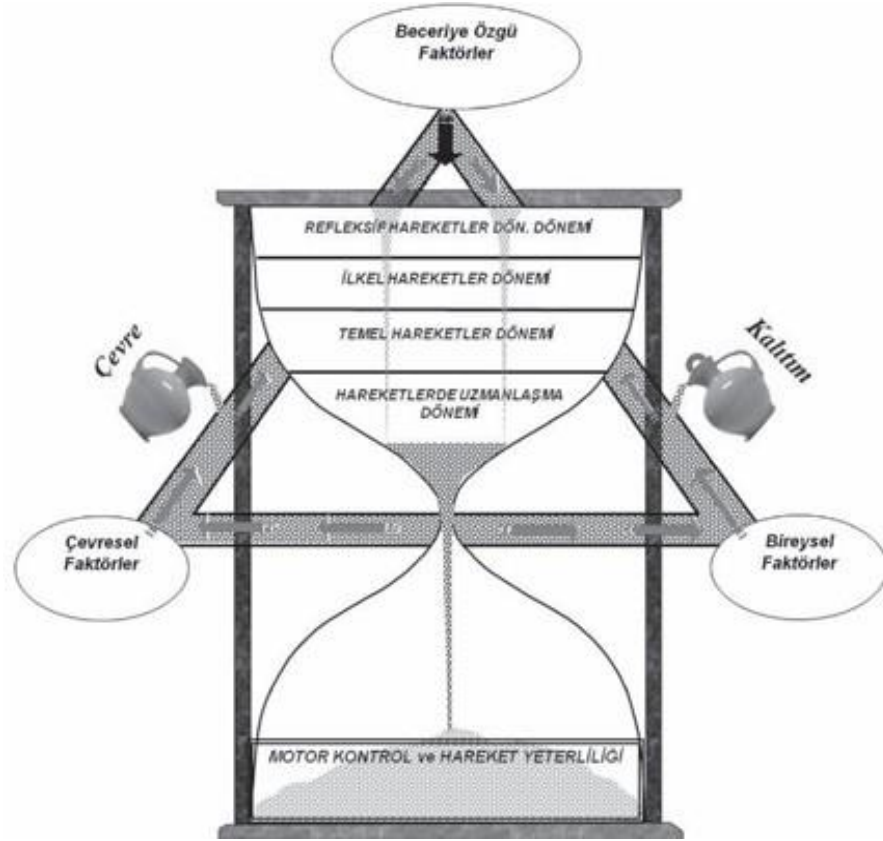 Beceriye Özgü
Faktörler
REFLEKSİF HAREKETLER DÖN. DÖNEMİ
İLKEL HAREKETLER DÖNEMİ
TEMEL HAREKETLER DÖNEMİ
HAREKETLERDE UZMANLAŞMA
DÖNEMİ
Çevre
Kalıtım
Çevresel
Faktörler
Bireysel
Faktörler
MOTOR KONTROL ve HAREKET YETERLİLİĞİ